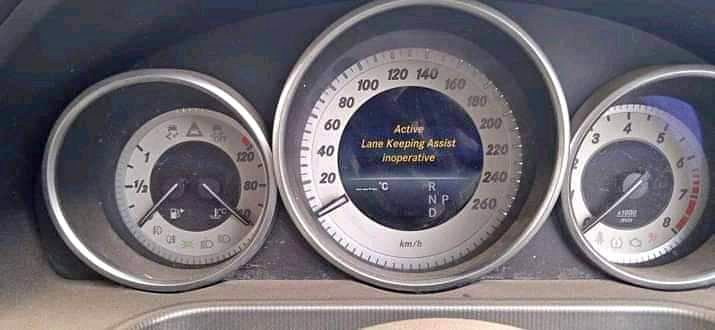 1
1/2
120
80
40
OFF
°C
20
40
60
80
100
120
140
160
180
200
220
240
260
Active
Lane Keeping Assist
inoperative
--.-°C
R
N P
D
km/h
3
4
5
6
7
8
x1000